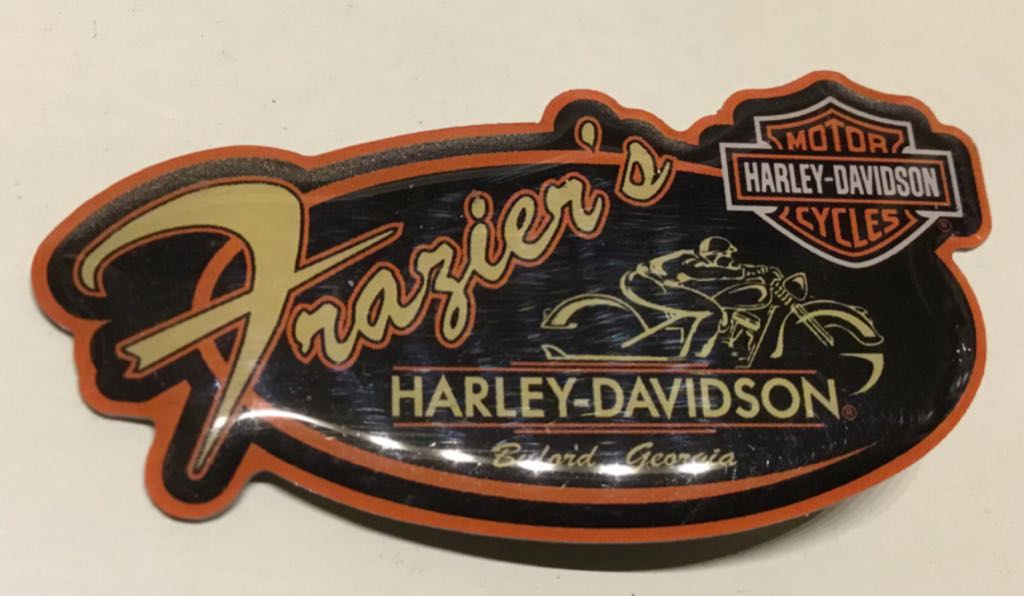 Frazier's
MOTOR
HARLEY-DAVIDSON
CYCLES
®
HARLEY-DAVIDSON®
Buford Georgia